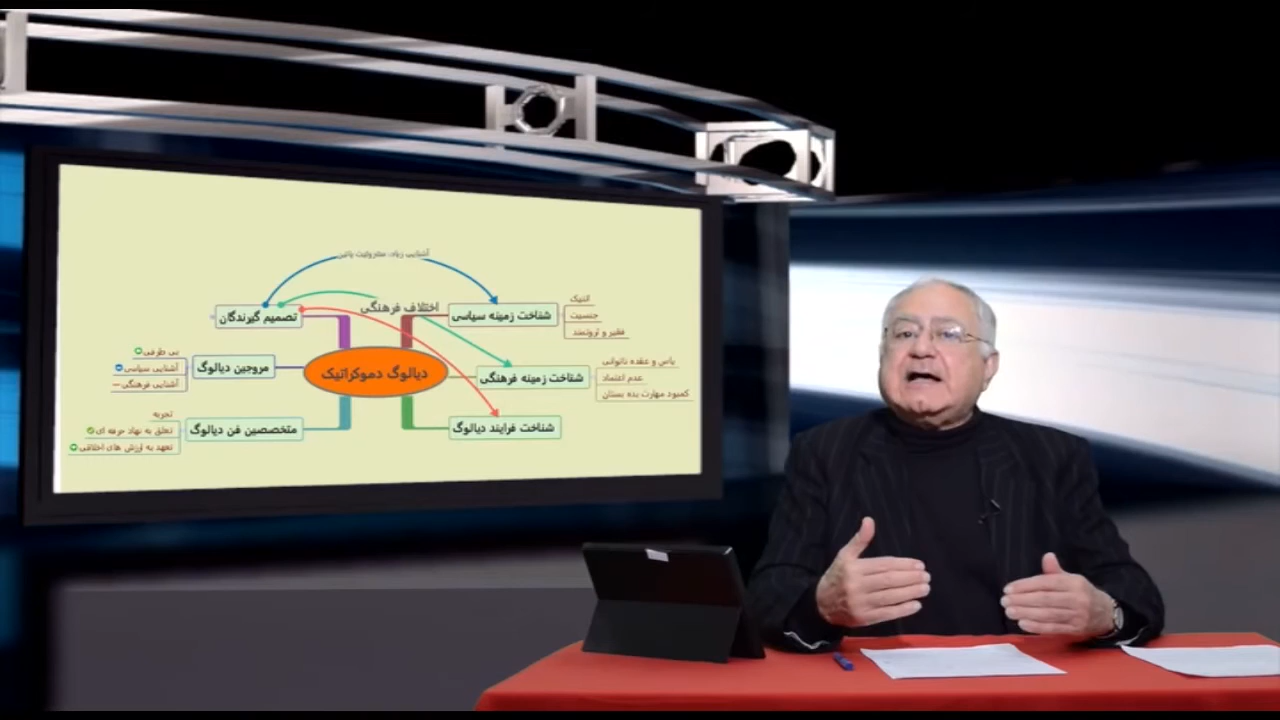 آشنایی زیاد، مقبولیت پائین
اختلاف فرهنگی
شناخت زمینه سیاسی
اتنیک
جنسیت
فقیر و ثروتمند
شناخت زمینه فرهنگی
یاس و عقده ناتوانی
عدم اعتماد
کمبود مهارت بده بستان
شناخت فرایند دیالوگ
دیالوگ دموکراتیک
تصمیم گیرندگان
مروجین دیالوگ
بی طرفی
آشنایی سیاسی
آشنایی فرهنگی
متخصصین فن دیالوگ
تجربه
تعلق به نهاد حرفه ای
تعهد به ارزش های اخلاقی